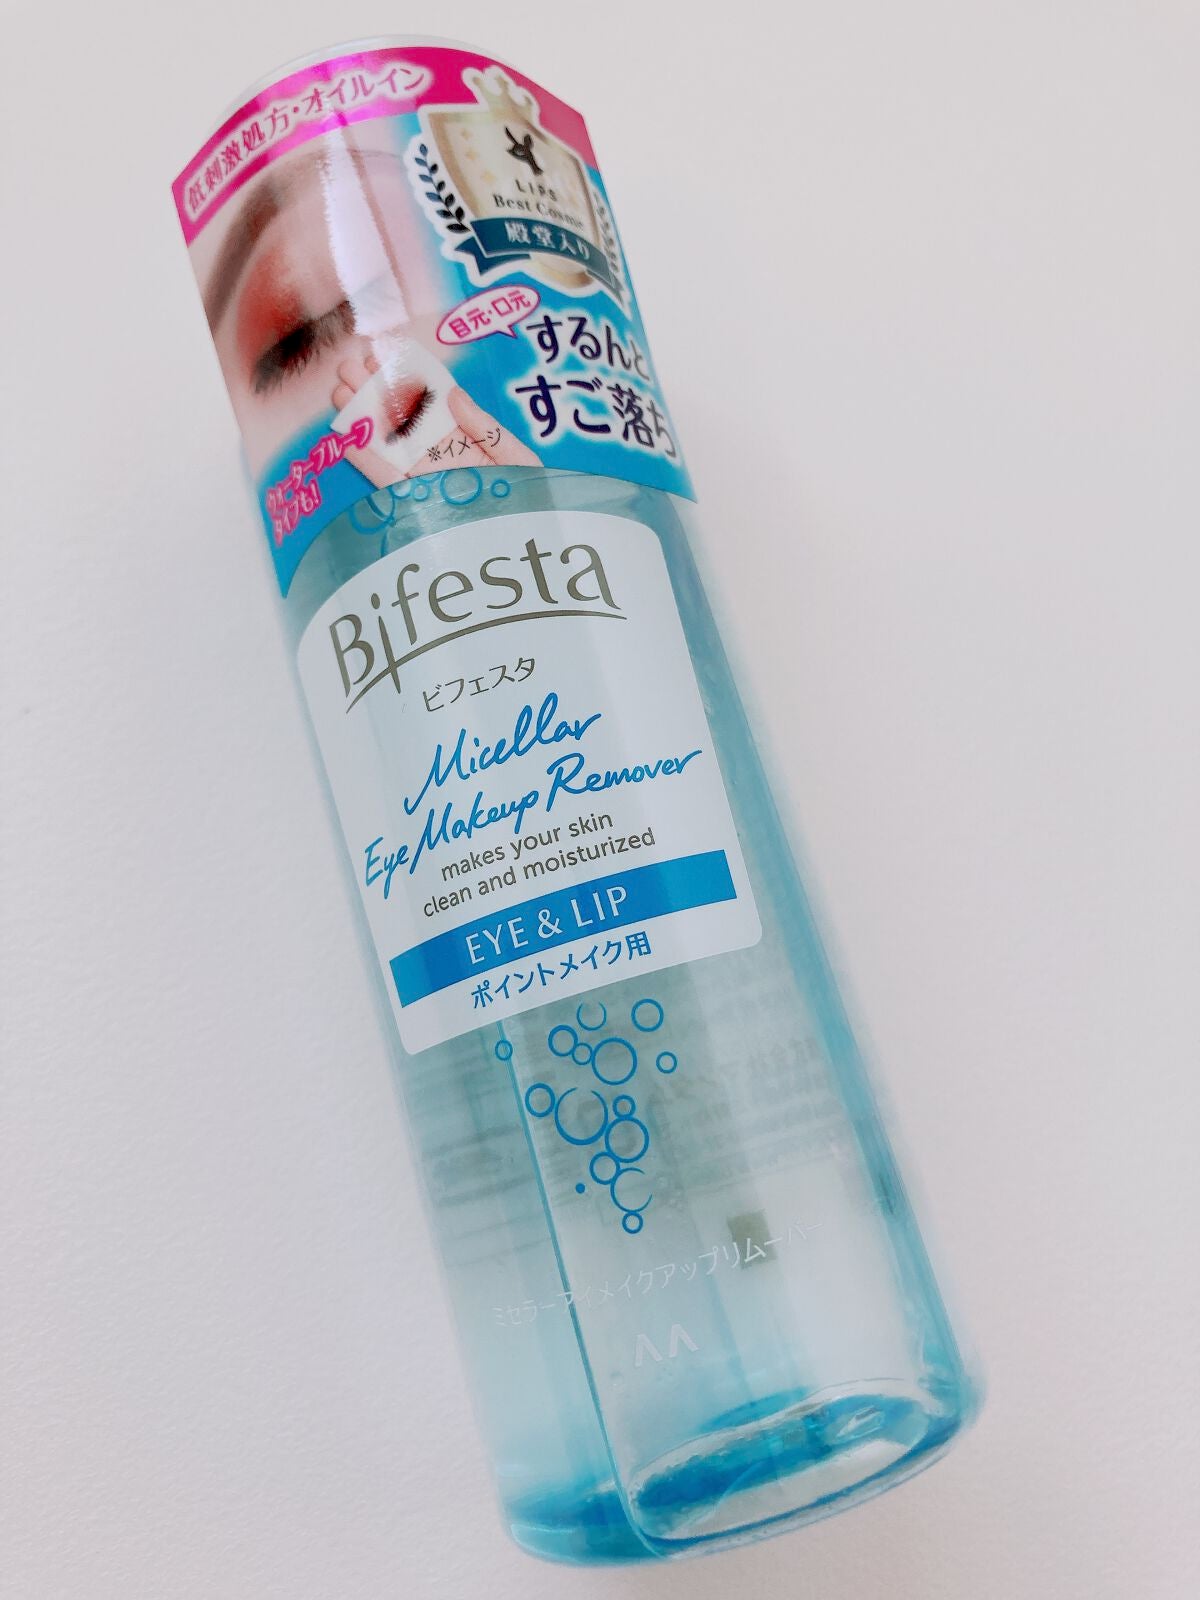 低刺激処方・オイルイン
LIPS
Best Cosme
殿堂入り
目元・口元
するんと
すご落ち
※イメージ
ウォータープルーフ
タイプも!
Bifesta
ビフェスタ
Micellar
Eye Makeup Remover
makes your skin
clean and moisturized
EYE & LIP
ポイントメイク用
ミセラーアイメイクアップリムーバー